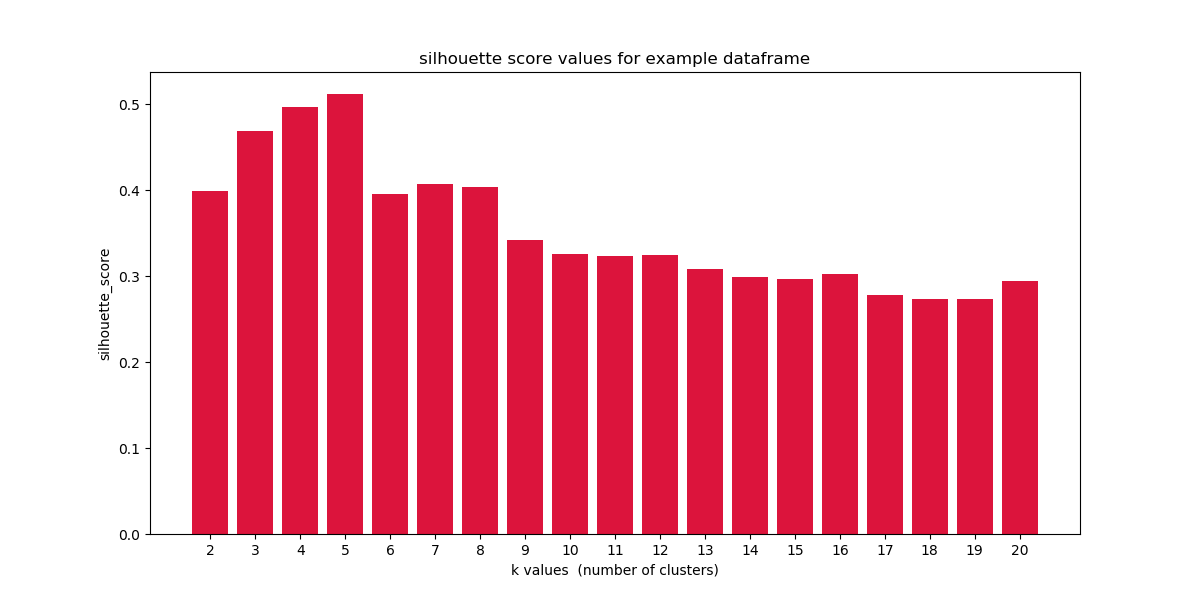 silhouette score values for example dataframe
0.5
0.4
0.3
0.2
0.1
0.0
silhouette_score
2 3 4 5 6 7 8 9 10 11 12 13 14 15 16 17 18 19 20
k values  (number of clusters)